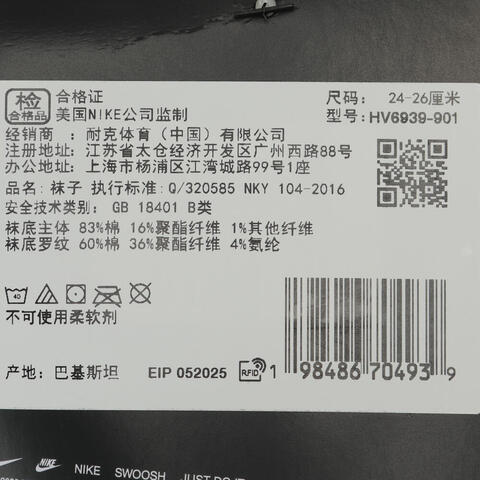 检
合格品
合格证
美国NIKE公司监制
经销商： 耐克体育（中国）有限公司
注册地址：江苏省太仓经济开发区广州西路88号
办公地址：上海市杨浦区江湾城路99号1座
品名：袜子 执行标准：Q/320585 NKY 104-2016
安全技术类别： GB 18401 B类
袜底主体 83%棉 16%聚酯纤维 1%其他纤维
袜底罗纹 60%棉 36%聚酯纤维 4%氨纶
尺码： 24-26厘米
型号：HV6939-901
40
不可使用柔软剂
产地：巴基斯坦 EIP 052025 RFID
1 98486 70493 9
NIKE NIKE SWOOSH JUST DO IT